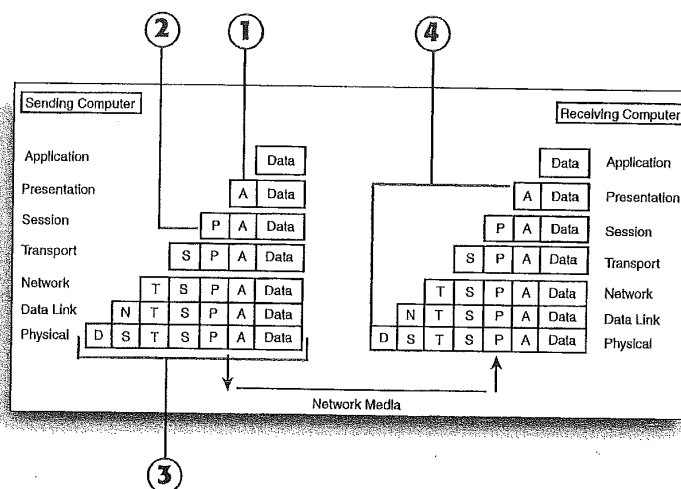 2 1 4
Sending Computer
Receiving Computer
Application Data Data Application
Presentation A Data A Data Presentation
Session P A Data P A Data Session
Transport S P A Data S P A Data Transport
Network T S P A Data T S P A Data Network
Data Link N T S P A Data N T S P A Data Data Link
Physical D S T S P A Data D S T S P A Data Physical
Network Media
3